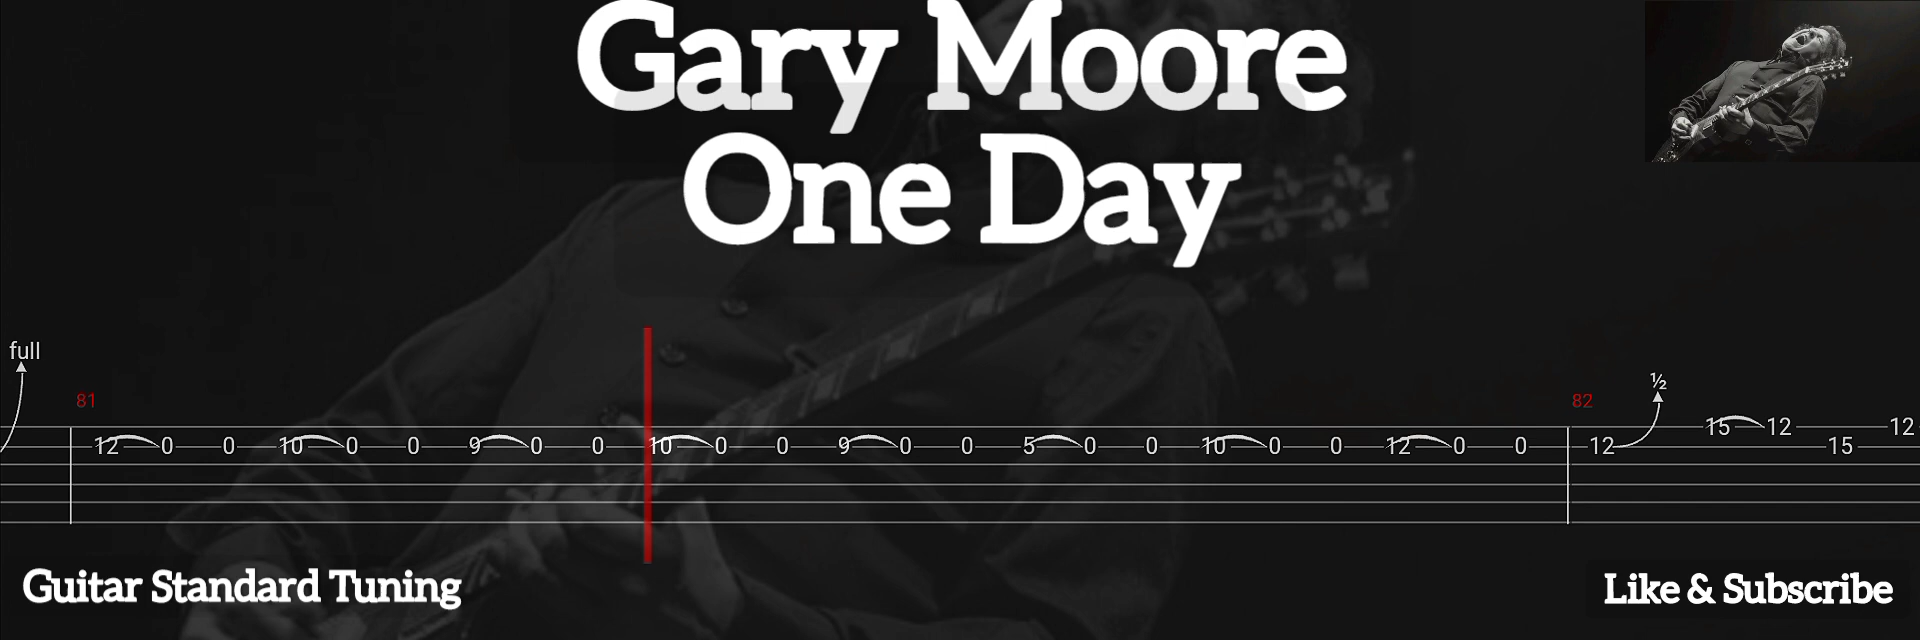 Gary Moore
One Day
full
½
81
82
15 12 12
12 0 0 10 0 0 9 0 0 10 0 0 9 0 0 5 0 0 10 0 0 12 0 0 12 15
Guitar Standard Tuning
Like & Subscribe